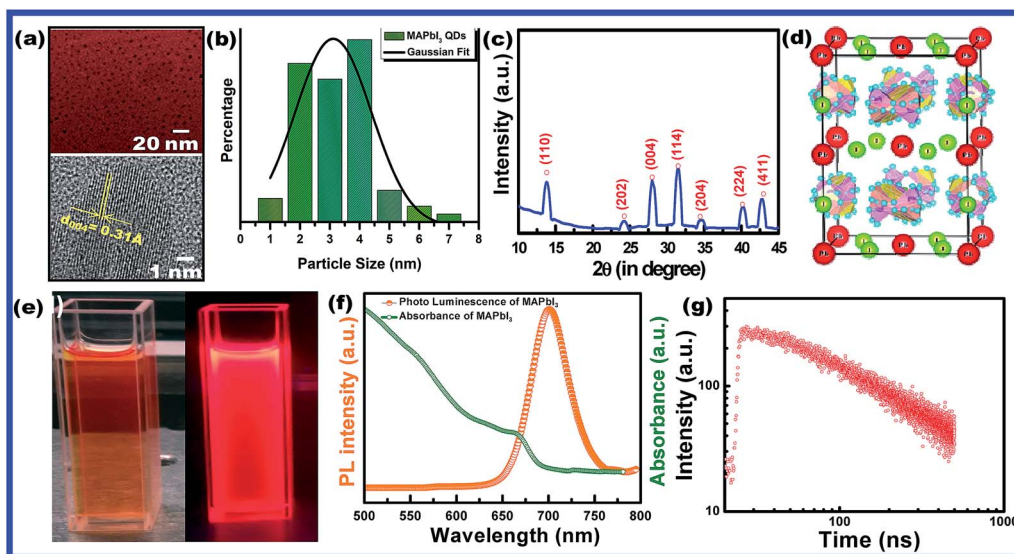 (a)
20 nm
d004= 0.31A
1 nm
(b)
MAPbI3 QDs
Gaussian Fit
Percentage
0 1 2 3 4 5 6 7 8
Particle Size (nm)
(c)
Intensity (a.u.)
(110)
(202)
(004)
(114)
(204)
(224)
(411)
10 15 20 25 30 35 40 45
2θ (in degree)
(d)
Pb
I
(e)
)
(f)
Photo Luminescence of MAPbI3
Absorbance of MAPbI3
PL intensity (a.u.)
Absorbance (a.u.)
500 550 600 650 700 750 800
Wavelength (nm)
(g)
Intensity (a.u.)
100
10
100 1000
Time (ns)